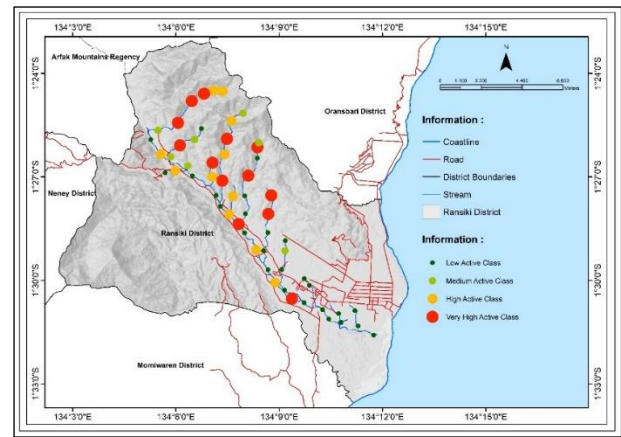 134°3'0"E 134°6'0"E 134°9'0"E 134°12'0"E 134°15'0"E
Arfak Mountains Regency
1°24'0"S
1°27'0"S
1°30'0"S
1°33'0"S
Oransbari District
Neney District
Ransiki District
Momiwaren District
N
Meters
Information :
Coastline
Road
District Boundaries
Stream
Ransiki District
Information :
Low Active Class
Medium Active Class
High Active Class
Very High Active Class
1°24'0"S
1°27'0"S
1°30'0"S
1°33'0"S
134°3'0"E 134°6'0"E 134°9'0"E 134°12'0"E 134°15'0"E